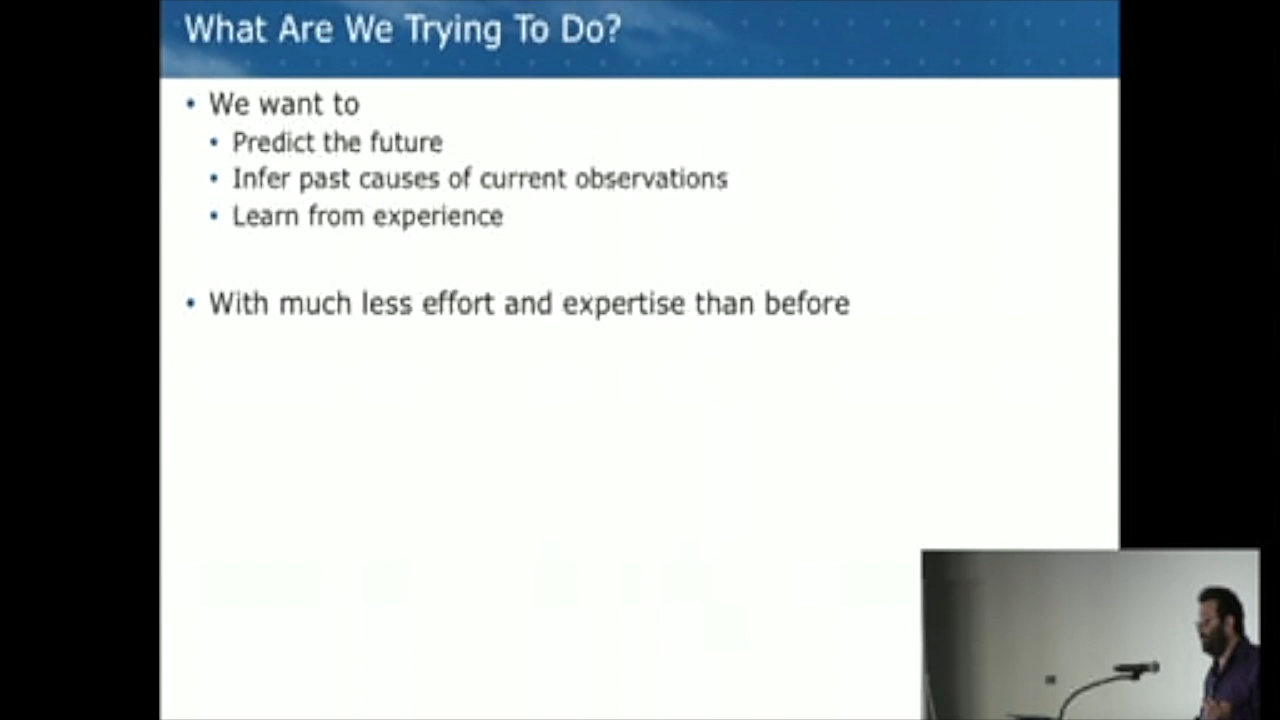 What Are We Trying To Do?
• We want to
• Predict the future
• Infer past causes of current observations
• Learn from experience
• With much less effort and expertise than before